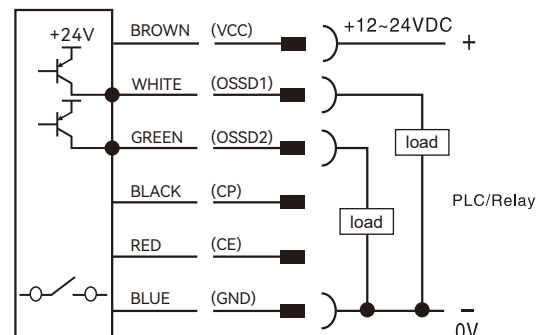 +24V
BROWN (VCC) +12~24VDC +
WHITE (OSSD1)
GREEN (OSSD2) load
BLACK (CP) PLC/Relay
load
RED (CE)
BLUE (GND) −
0V